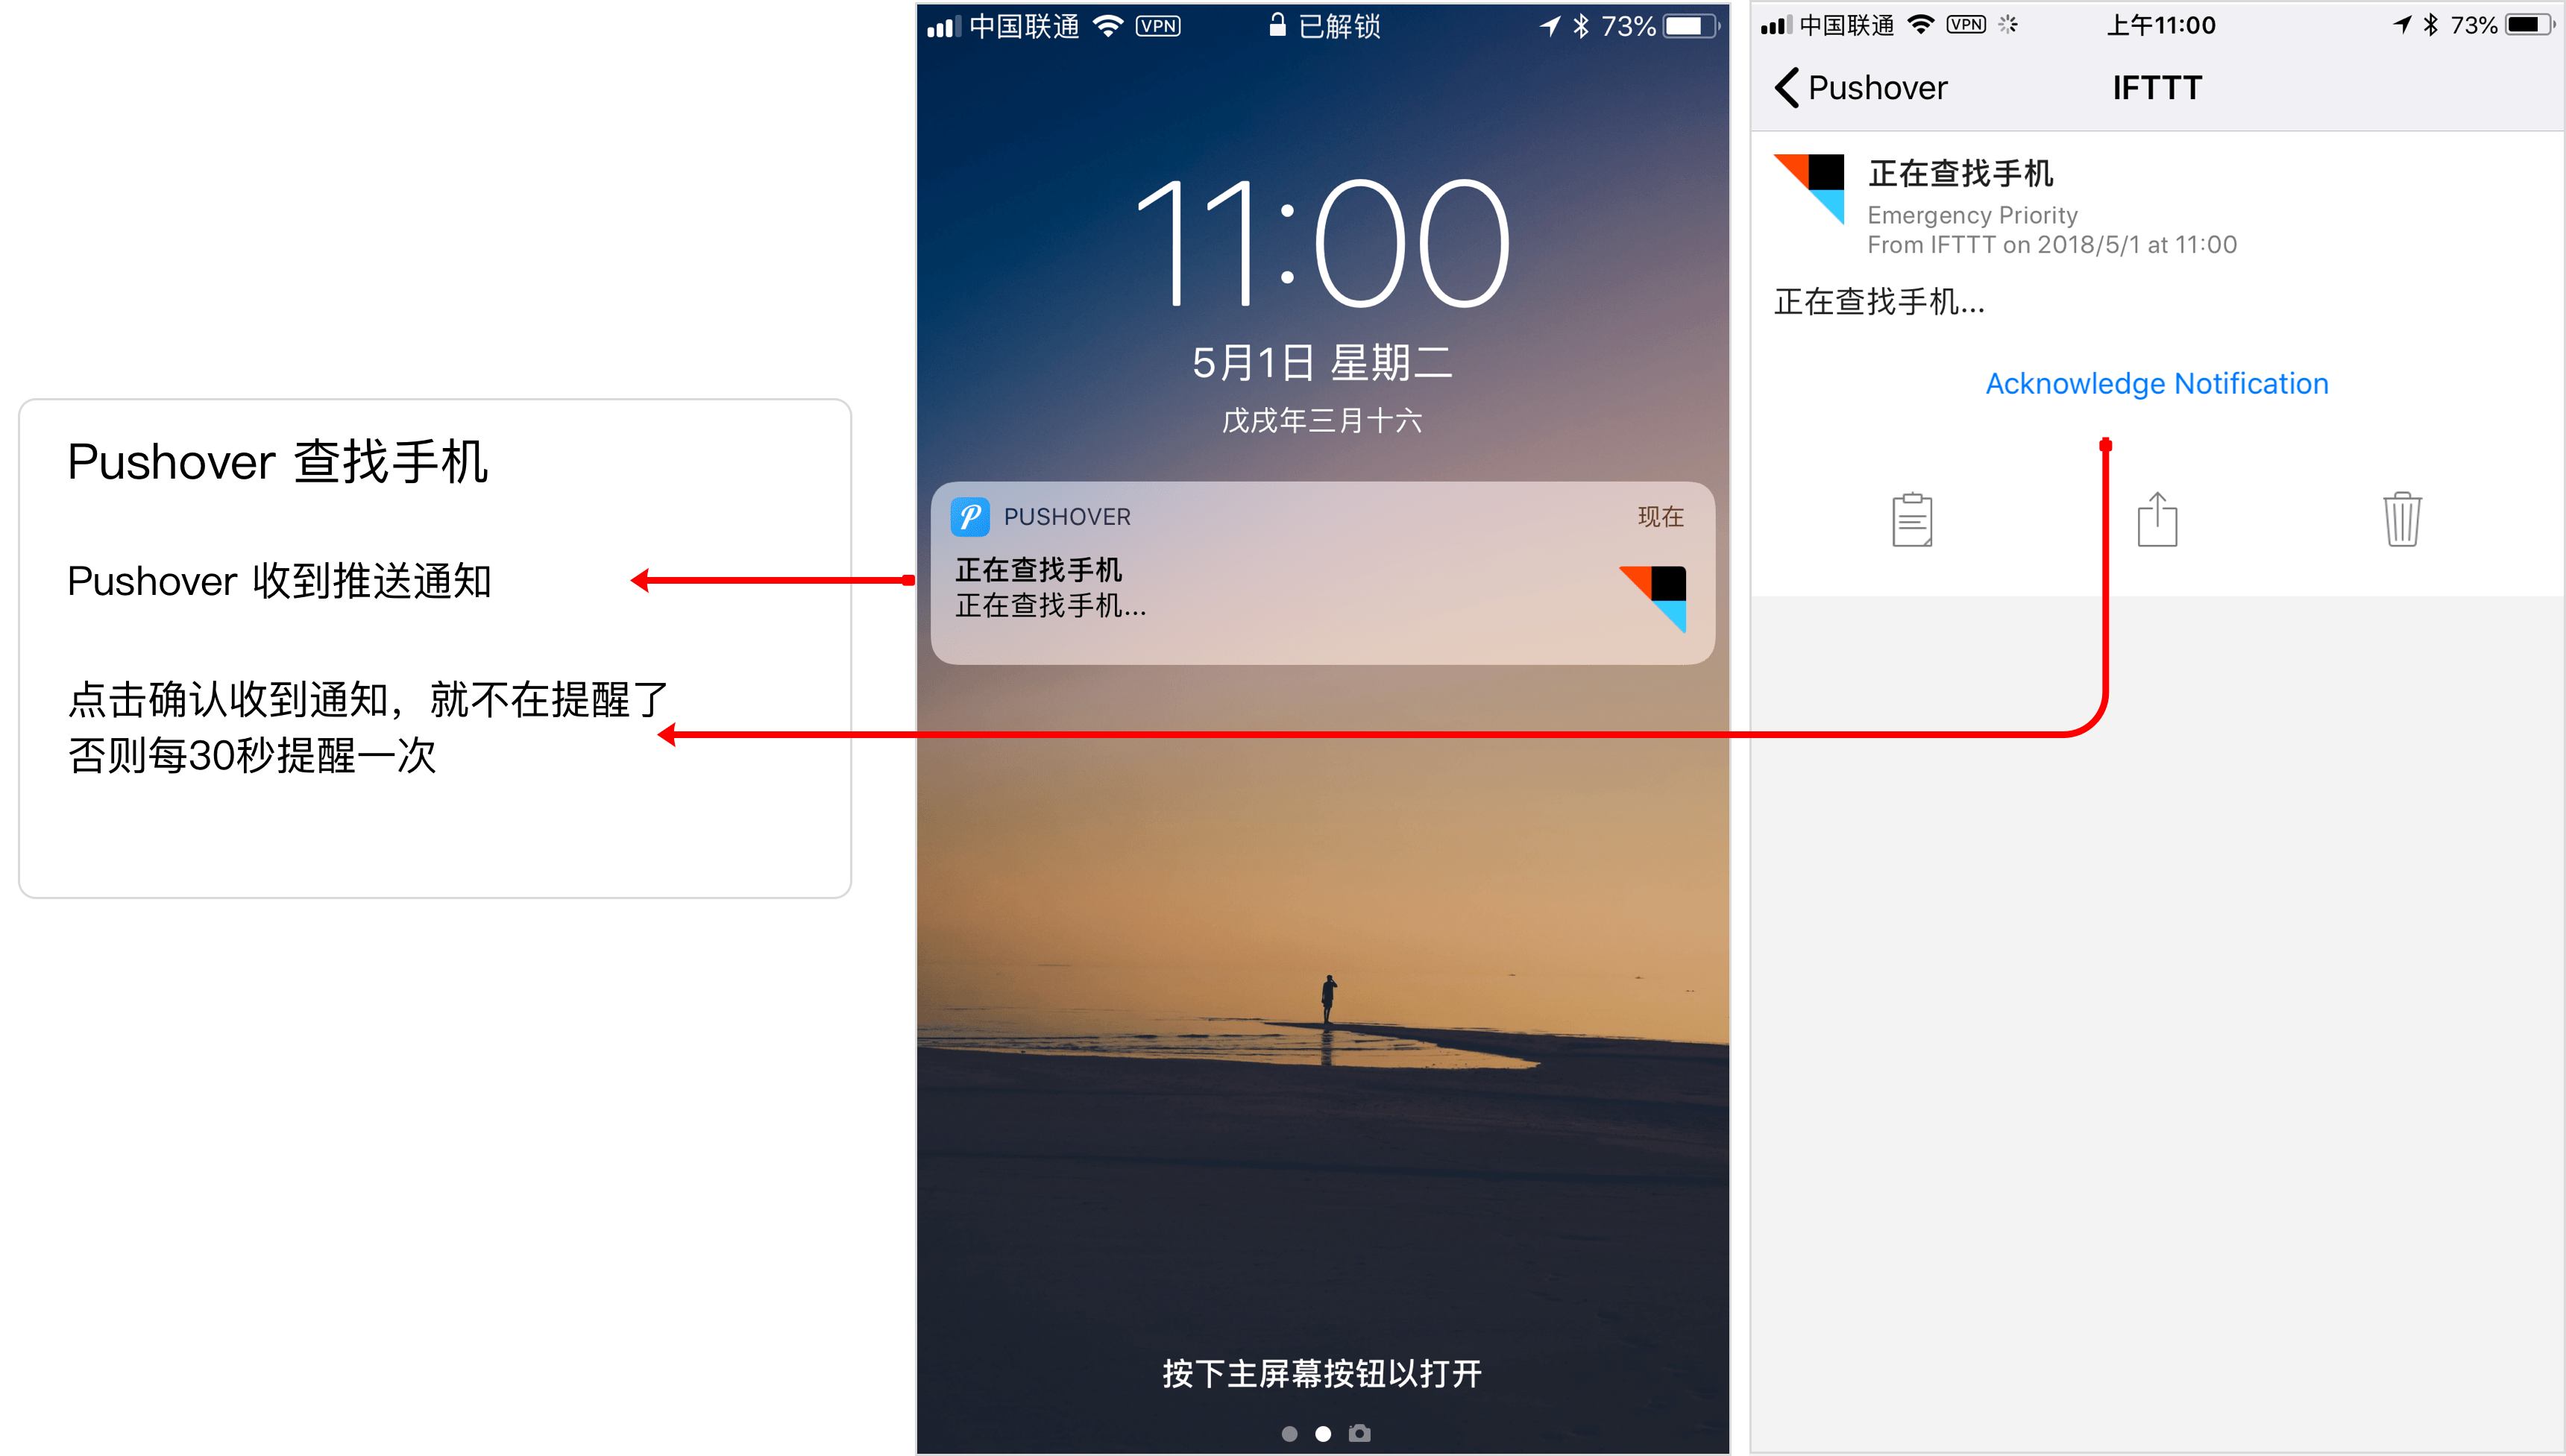 Pushover 查找手机
Pushover 收到推送通知
点击确认收到通知，就不在提醒了
否则每30秒提醒一次
中国联通 VPN 已解锁 73%
11:00
5月1日 星期二
戊戌年三月十六
PUSHOVER 现在
正在查找手机
正在查找手机...
按下主屏幕按钮以打开
中国联通 VPN 上午11:00 73%
Pushover IFTTT
正在查找手机
Emergency Priority
From IFTTT on 2018/5/1 at 11:00
正在查找手机...
Acknowledge Notification